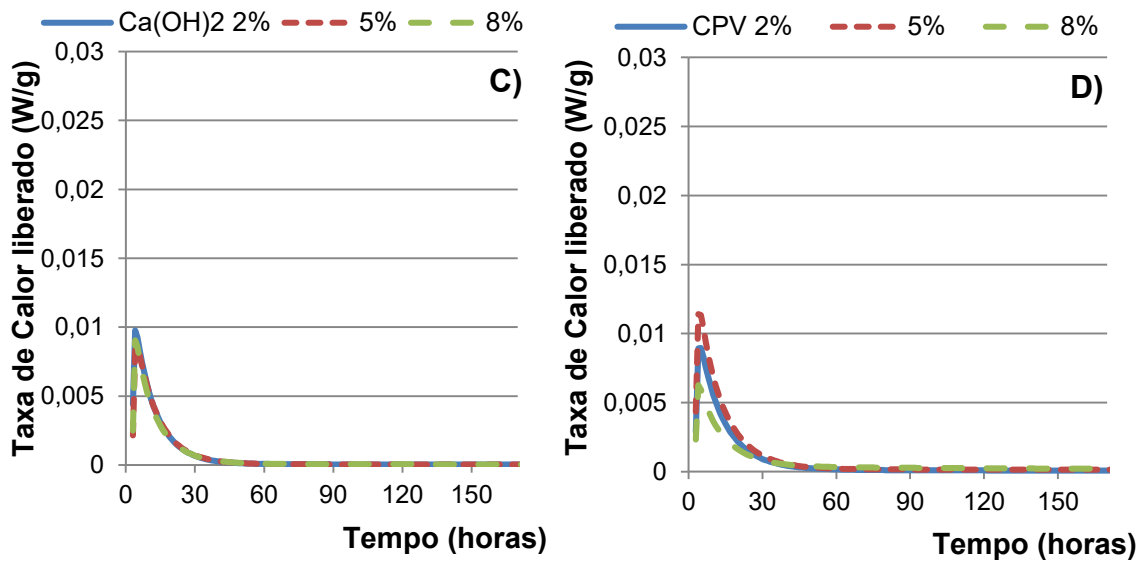 Ca(OH)2 2% 5% 8%
C)
Taxa de Calor liberado (W/g)
0,03
0,025
0,02
0,015
0,01
0,005
0
0 30 60 90 120 150
Tempo (horas)
CPV 2% 5% 8%
D)
Taxa de Calor liberado (W/g)
0,03
0,025
0,02
0,015
0,01
0,005
0
0 30 60 90 120 150
Tempo (horas)